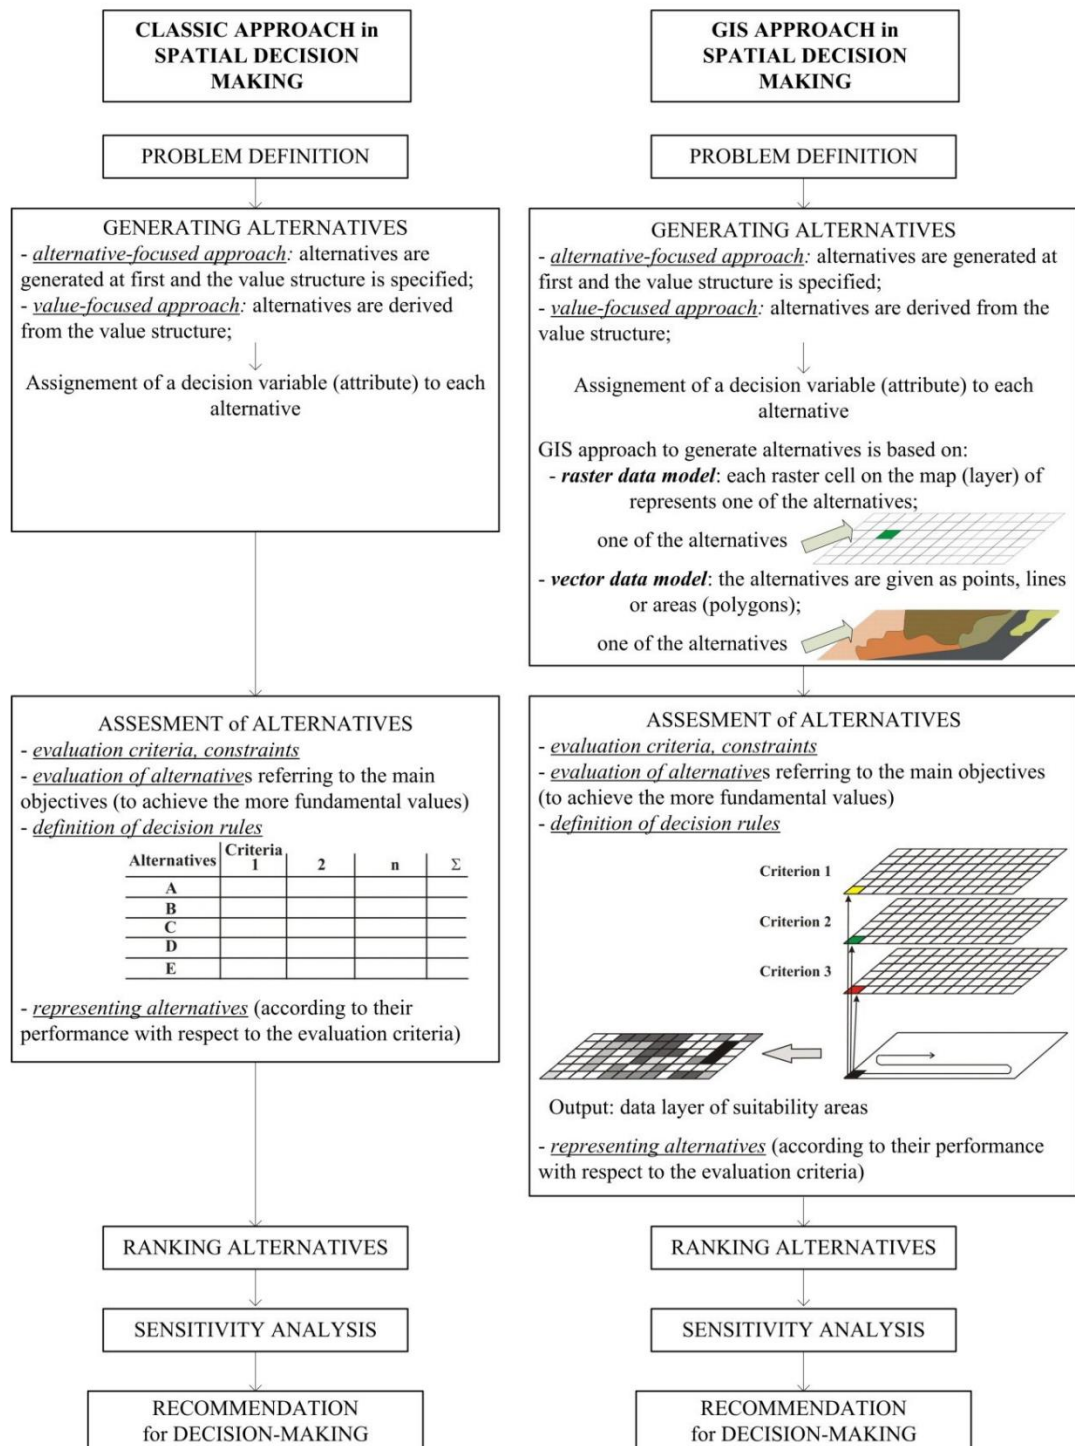 CLASSIC APPROACH in
SPATIAL DECISION
MAKING
PROBLEM DEFINITION
GENERATING ALTERNATIVES
- alternative-focused approach: alternatives are
generated at first and the value structure is specified;
- value-focused approach: alternatives are derived
from the value structure;
Assignement of a decision variable (attribute) to each
alternative
ASSESMENT of ALTERNATIVES
- evaluation criteria, constraints
- evaluation of alternatives referring to the main
objectives (to achieve the more fundamental values)
- definition of decision rules
Criteria
Alternatives 1 2 n Σ
A
B
C
D
E
- representing alternatives (according to their
performance with respect to the evaluation criteria)
RANKING ALTERNATIVES
SENSITIVITY ANALYSIS
RECOMMENDATION
for DECISION-MAKING
GIS APPROACH in
SPATIAL DECISION
MAKING
PROBLEM DEFINITION
GENERATING ALTERNATIVES
- alternative-focused approach: alternatives are generated at
first and the value structure is specified;
- value-focused approach: alternatives are derived from the
value structure;
Assignement of a decision variable (attribute) to each
alternative
GIS approach to generate alternatives is based on:
- raster data model: each raster cell on the map (layer) of
represents one of the alternatives;
one of the alternatives
- vector data model: the alternatives are given as points, lines
or areas (polygons);
one of the alternatives
ASSESMENT of ALTERNATIVES
- evaluation criteria, constraints
- evaluation of alternatives referring to the main objectives
(to achieve the more fundamental values)
- definition of decision rules
Criterion 1
Criterion 2
Criterion 3
Output: data layer of suitability areas
- representing alternatives (according to their performance
with respect to the evaluation criteria)
RANKING ALTERNATIVES
SENSITIVITY ANALYSIS
RECOMMENDATION
for DECISION-MAKING